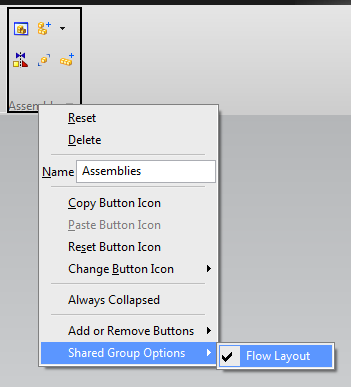 Reset
Delete
Name Assemblies
Copy Button Icon
Paste Button Icon
Reset Button Icon
Change Button Icon
Always Collapsed
Add or Remove Buttons
Shared Group Options
Flow Layout